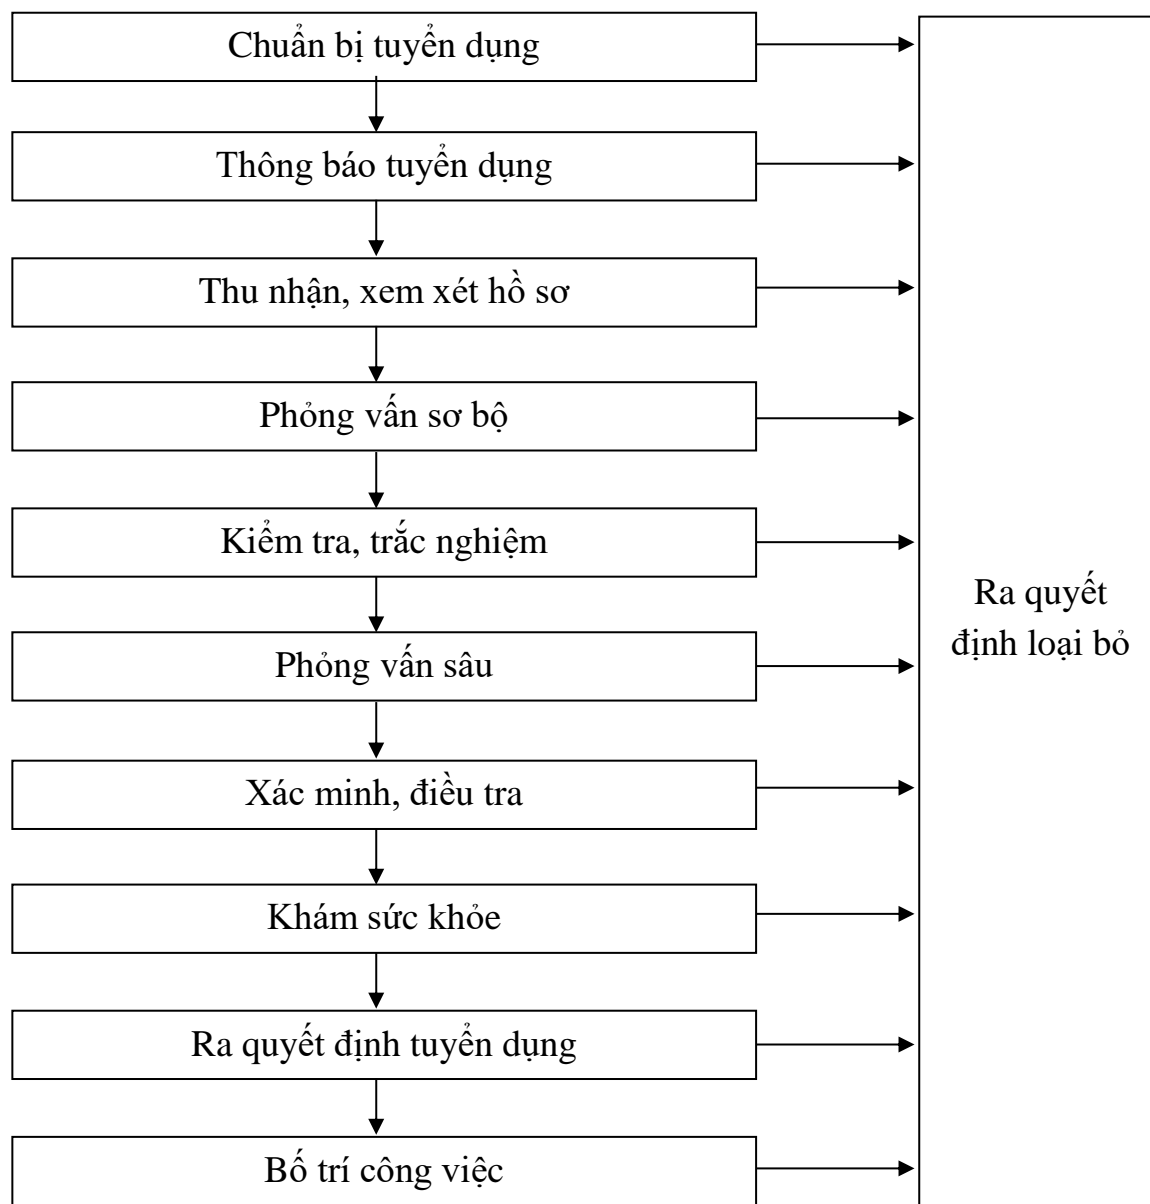 Chuẩn bị tuyển dụng
Thông báo tuyển dụng
Thu nhận, xem xét hồ sơ
Phỏng vấn sơ bộ
Kiểm tra, trắc nghiệm
Phỏng vấn sâu
Xác minh, điều tra
Khám sức khỏe
Ra quyết định tuyển dụng
Bố trí công việc
Ra quyết
định loại bỏ